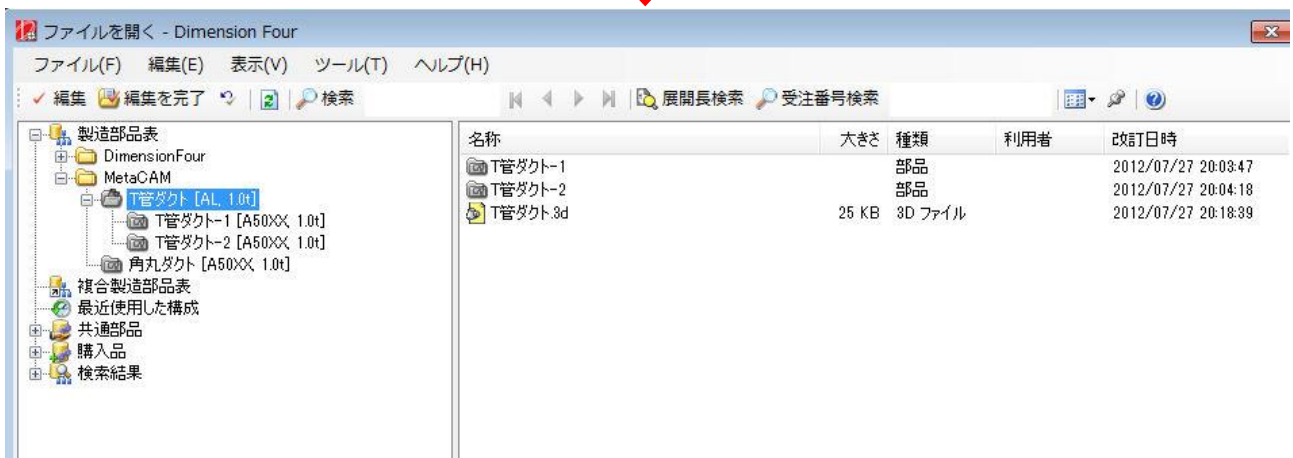 ファイルを開く - Dimension Four
ファイル(F) 編集(E) 表示(V) ツール(T) ヘルプ(H)
編集 編集を完了 検索 展開長検索 受注番号検索
製造部品表
DimensionFour
MetaCAM
T管ダクト [AL, 1.0t]
T管ダクト-1 [A50XX, 1.0t]
T管ダクト-2 [A50XX, 1.0t]
角丸ダクト [A50XX, 1.0t]
複合製造部品表
最近使用した構成
共通部品
購入品
検索結果
名称 大きさ 種類 利用者 改訂日時
T管ダクト-1 部品 2012/07/27 20:03:47
T管ダクト-2 部品 2012/07/27 20:04:18
T管ダクト.3d 25 KB 3D ファイル 2012/07/27 20:18:39